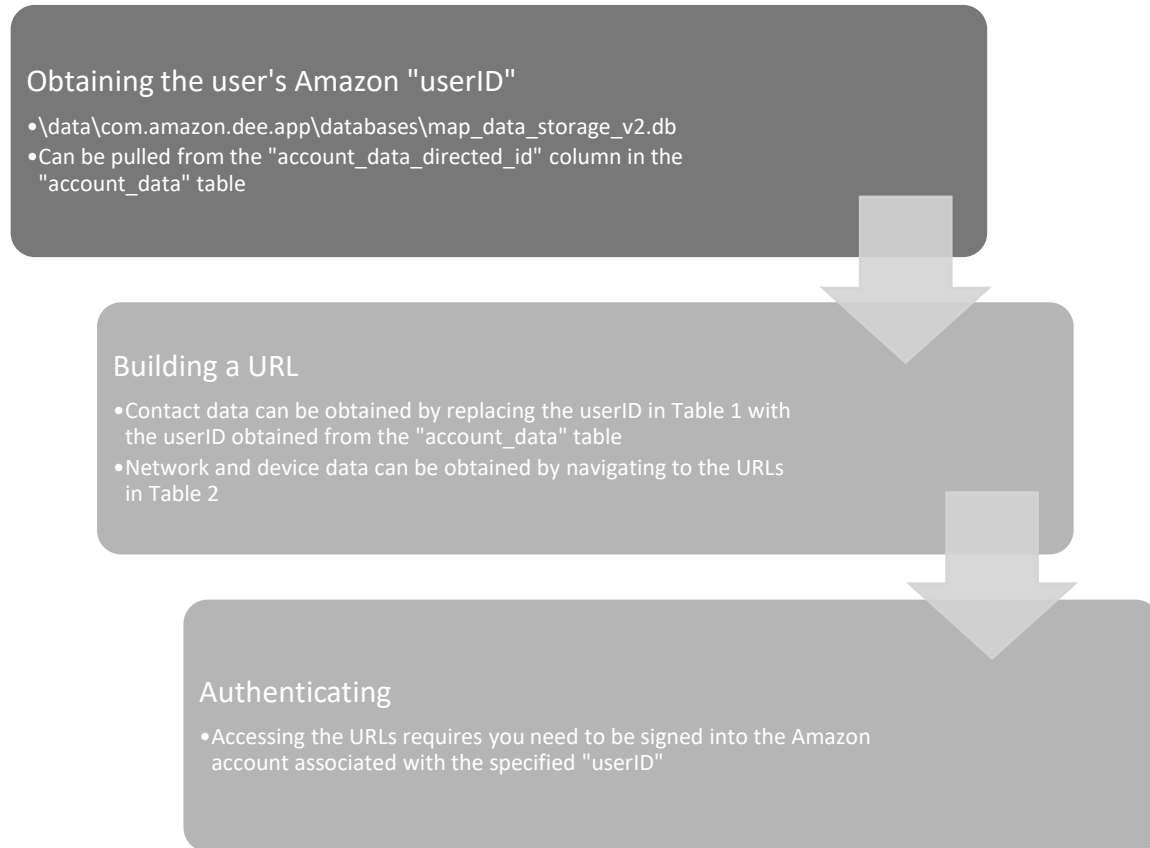 Obtaining the user's Amazon "userID"
•\data\com.amazon.dee.app\databases\map_data_storage_v2.db
•Can be pulled from the "account_data_directed_id" column in the
"account_data" table
Building a URL
•Contact data can be obtained by replacing the userID in Table 1 with
the userID obtained from the "account_data" table
•Network and device data can be obtained by navigating to the URLs
in Table 2
Authenticating
•Accessing the URLs requires you need to be signed into the Amazon
account associated with the specified "userID"